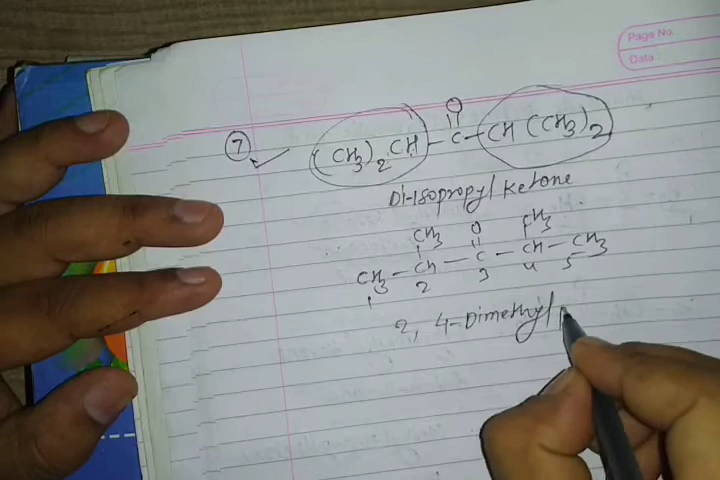 Page No.
Date
O
7 (CH3)2CH-C-CH(CH3)2
Di-isopropyl Ketone
CH3 O CH3
CH3-CH-C-CH-CH3
1 2 3 4 5
2, 4-Dimethyl p